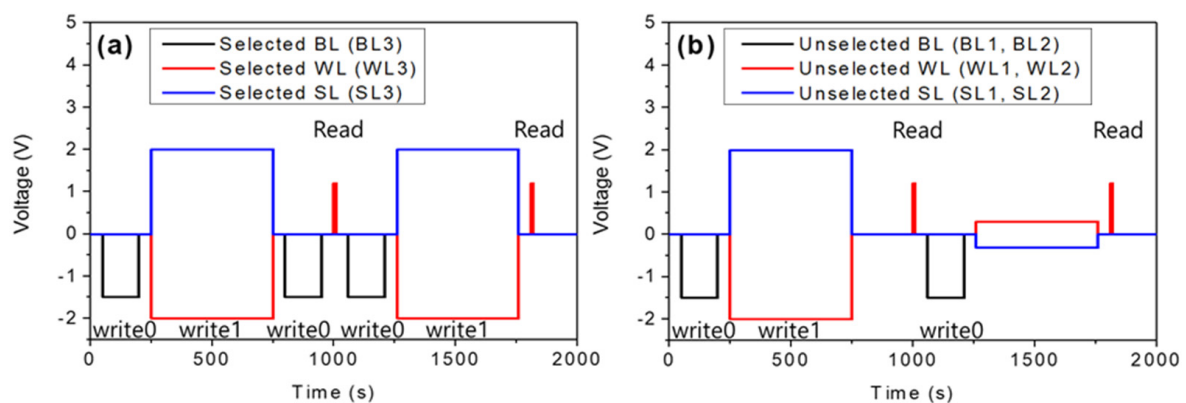 (a)
Selected BL (BL3)
Selected WL (WL3)
Selected SL (SL3)
Read
Read
write0
write1
write0
write0
write1
Voltage (V)
5
4
3
2
1
0
-1
-2
0
500
1000
1500
2000
Time (s)
(b)
Unselected BL (BL1, BL2)
Unselected WL (WL1, WL2)
Unselected SL (SL1, SL2)
Read
Read
write0
write1
write0
Voltage (V)
5
4
3
2
1
0
-1
-2
0
500
1000
1500
2000
Time (s)